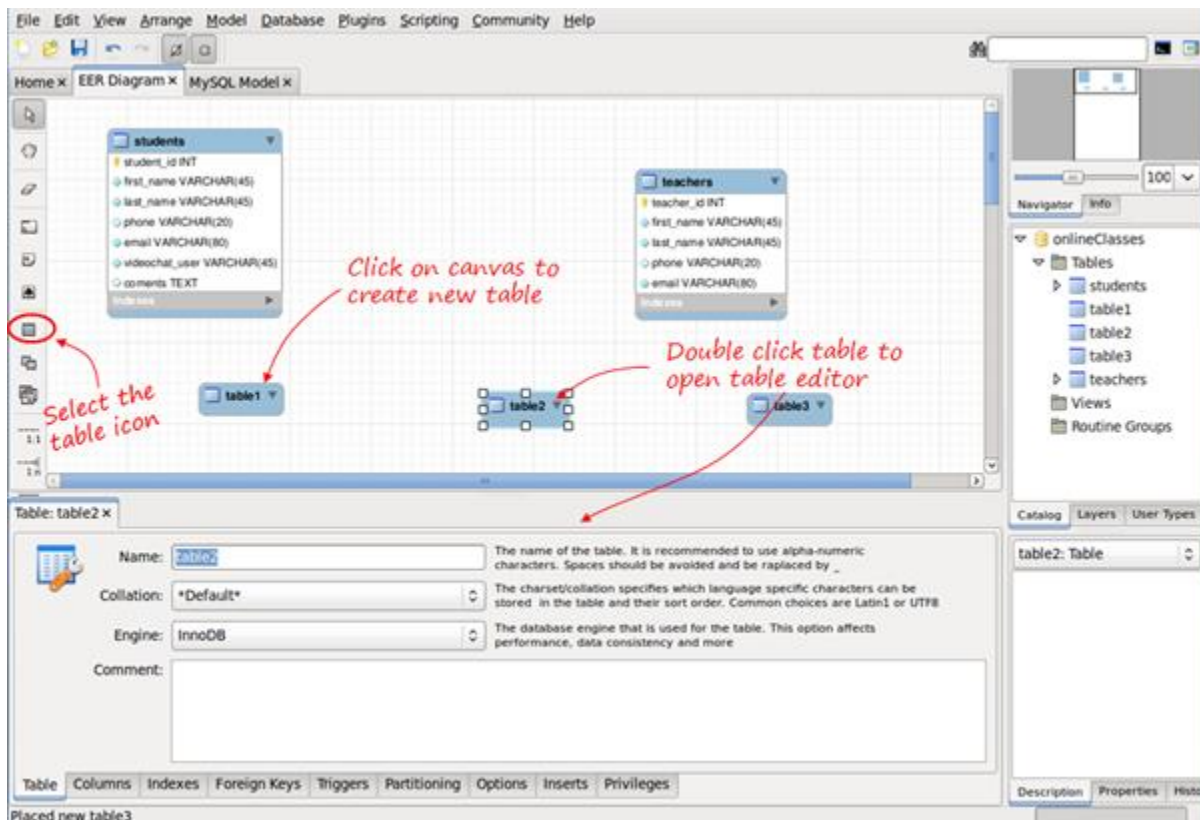 File Edit View Arrange Model Database Plugins Scripting Community Help
Home × EER Diagram × MySQL Model ×
students
student_id INT
first_name VARCHAR(45)
last_name VARCHAR(45)
phone VARCHAR(20)
email VARCHAR(80)
videochat_user VARCHAR(45)
coments TEXT
Indexes
teachers
teacher_id INT
first_name VARCHAR(45)
last_name VARCHAR(45)
phone VARCHAR(20)
email VARCHAR(80)
Indexes
Click on canvas to
create new table
Double click table to
open table editor
Select the
table icon
table1
table2
table3
1:1
1:n
100
Navigator Info
onlineClasses
Tables
students
table1
table2
table3
teachers
Views
Routine Groups
Catalog Layers User Types
table2: Table
Description Properties Histo
Table: table2 ×
Name: table2
The name of the table. It is recommended to use alpha-numeric
characters. Spaces should be avoided and be raplaced by _
Collation: *Default*
The charset/collation specifies which language specific characters can be
stored in the table and their sort order. Common choices are Latin1 or UTF8
Engine: InnoDB
The database engine that is used for the table. This option affects
performance, data consistency and more
Comment:
Table Columns Indexes Foreign Keys Triggers Partitioning Options Inserts Privileges
Placed new table3